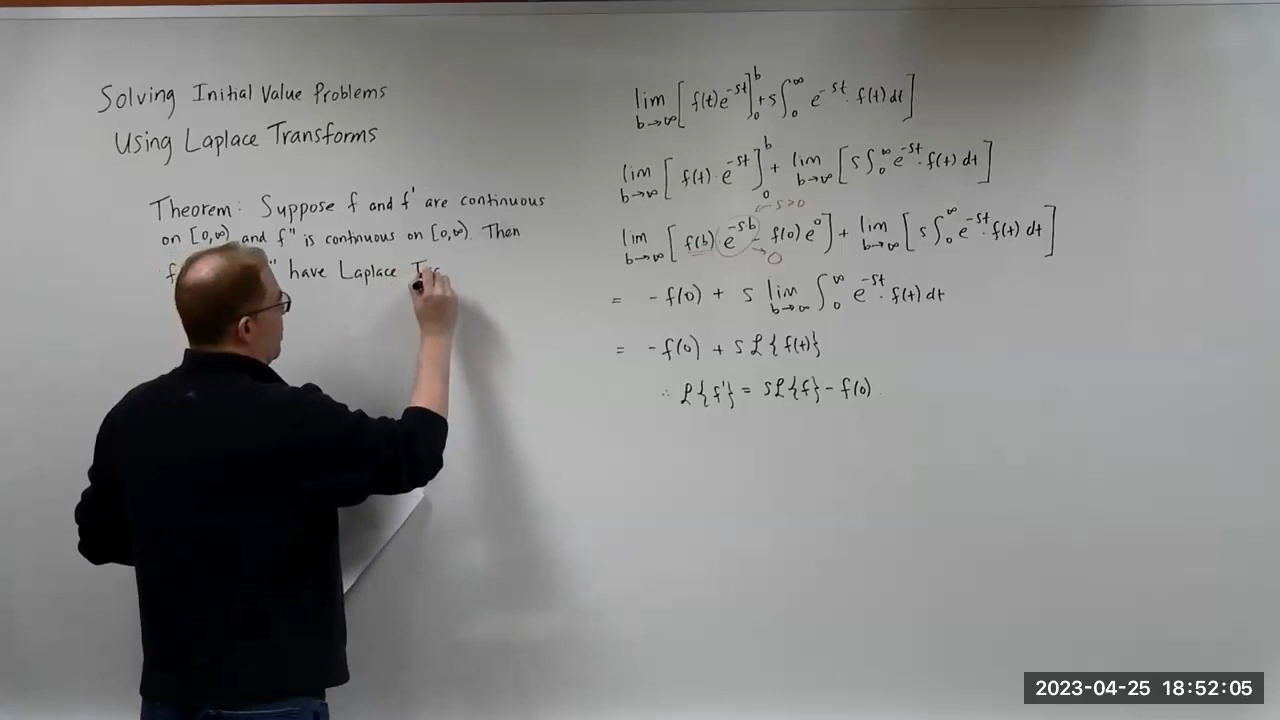 Solving Initial Value Problems
Using Laplace Transforms
Theorem: Suppose f and f' are continuous
on [0,∞) and f" is continuous on [0,∞). Then
have Laplace
lim b→∞ [ f(t)e^{-st} ]_0^b + s∫_0^∞ e^{-st} · f(t) dt ]
lim b→∞ [ f(t) · e^{-st} ]_0^b + lim b→∞ [ s∫_0^∞ e^{-st} · f(t) dt ]
← s>0
lim b→∞ [ f(b) e^{-sb} - f(0) e^0 ] + lim b→∞ [ s∫_0^∞ e^{-st} · f(t) dt ]
→ 0
= -f(0) + s lim b→∞ ∫_0^∞ e^{-st} · f(t) dt
= -f(0) + s ℒ{f(t)}
∴ ℒ{f'} = sℒ{f} - f(0)
2023-04-25 18:52:05